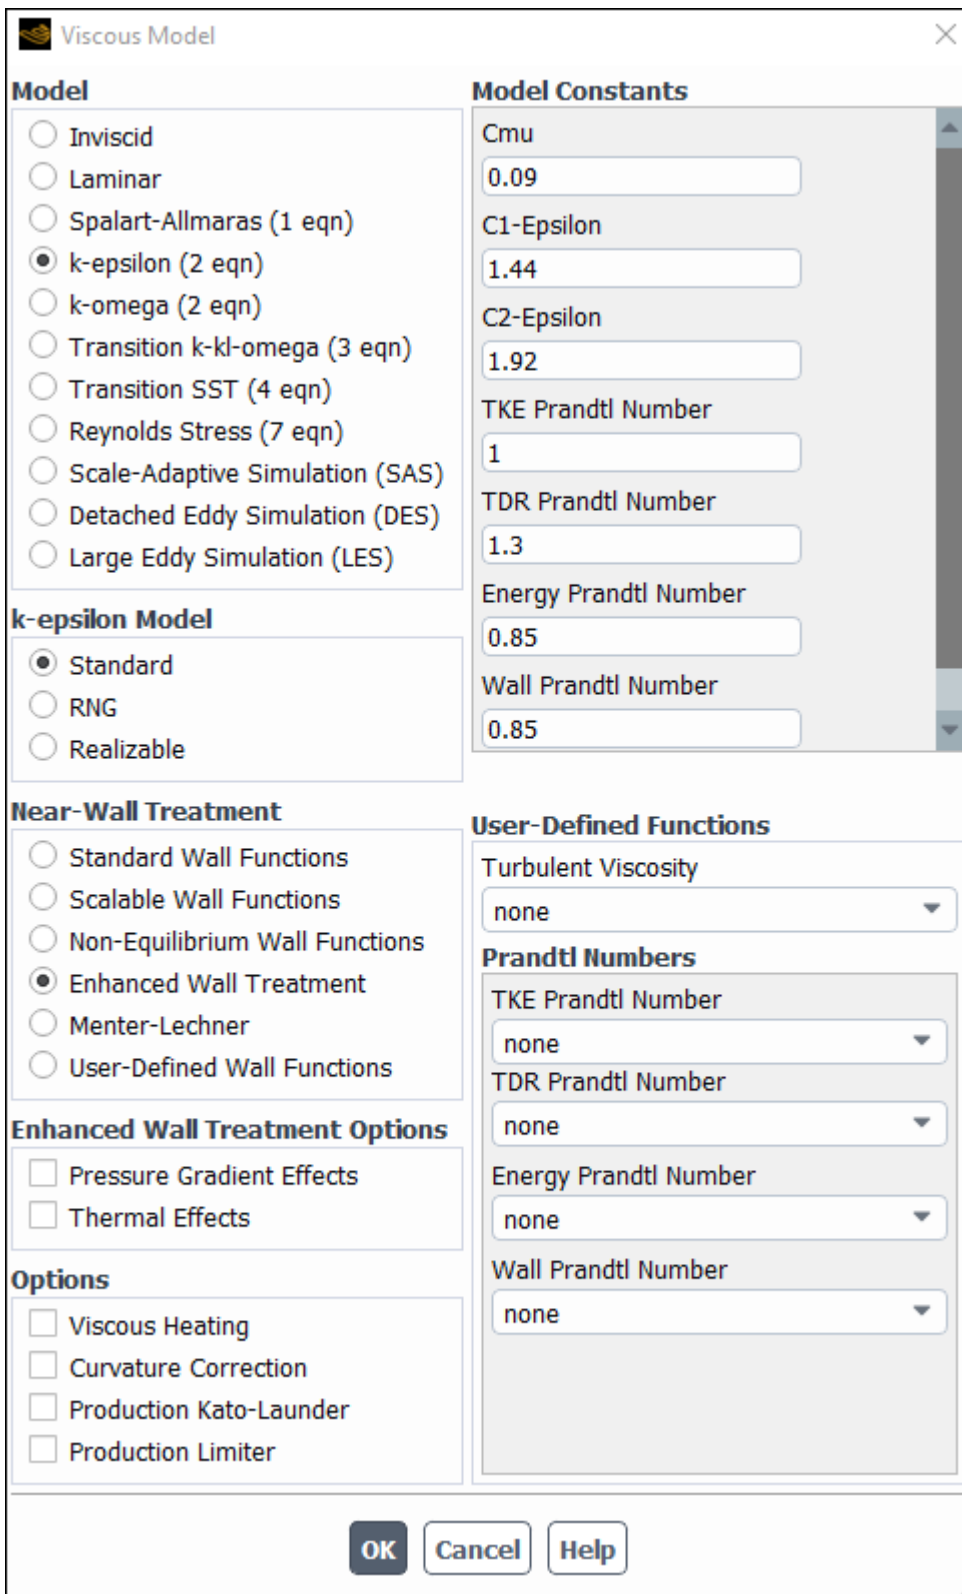 Viscous Model
Model
Inviscid
Laminar
Spalart-Allmaras (1 eqn)
k-epsilon (2 eqn)
k-omega (2 eqn)
Transition k-kl-omega (3 eqn)
Transition SST (4 eqn)
Reynolds Stress (7 eqn)
Scale-Adaptive Simulation (SAS)
Detached Eddy Simulation (DES)
Large Eddy Simulation (LES)
k-epsilon Model
Standard
RNG
Realizable
Near-Wall Treatment
Standard Wall Functions
Scalable Wall Functions
Non-Equilibrium Wall Functions
Enhanced Wall Treatment
Menter-Lechner
User-Defined Wall Functions
Enhanced Wall Treatment Options
Pressure Gradient Effects
Thermal Effects
Options
Viscous Heating
Curvature Correction
Production Kato-Launder
Production Limiter
Model Constants
Cmu
0.09
C1-Epsilon
1.44
C2-Epsilon
1.92
TKE Prandtl Number
1
TDR Prandtl Number
1.3
Energy Prandtl Number
0.85
Wall Prandtl Number
0.85
User-Defined Functions
Turbulent Viscosity
none
Prandtl Numbers
TKE Prandtl Number
none
TDR Prandtl Number
none
Energy Prandtl Number
none
Wall Prandtl Number
none
OK
Cancel
Help